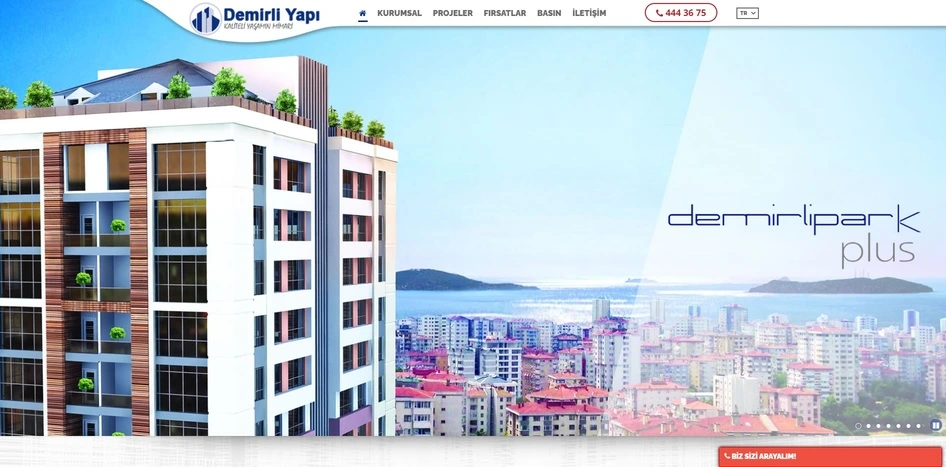 Demirli Yapı
KALİTELİ YAŞAMIN MİMARI
KURUMSAL
PROJELER
FIRSATLAR
BASIN
İLETİŞİM
444 36 75
TR
demirlipark
plus
BİZ SİZİ ARAYALIM!